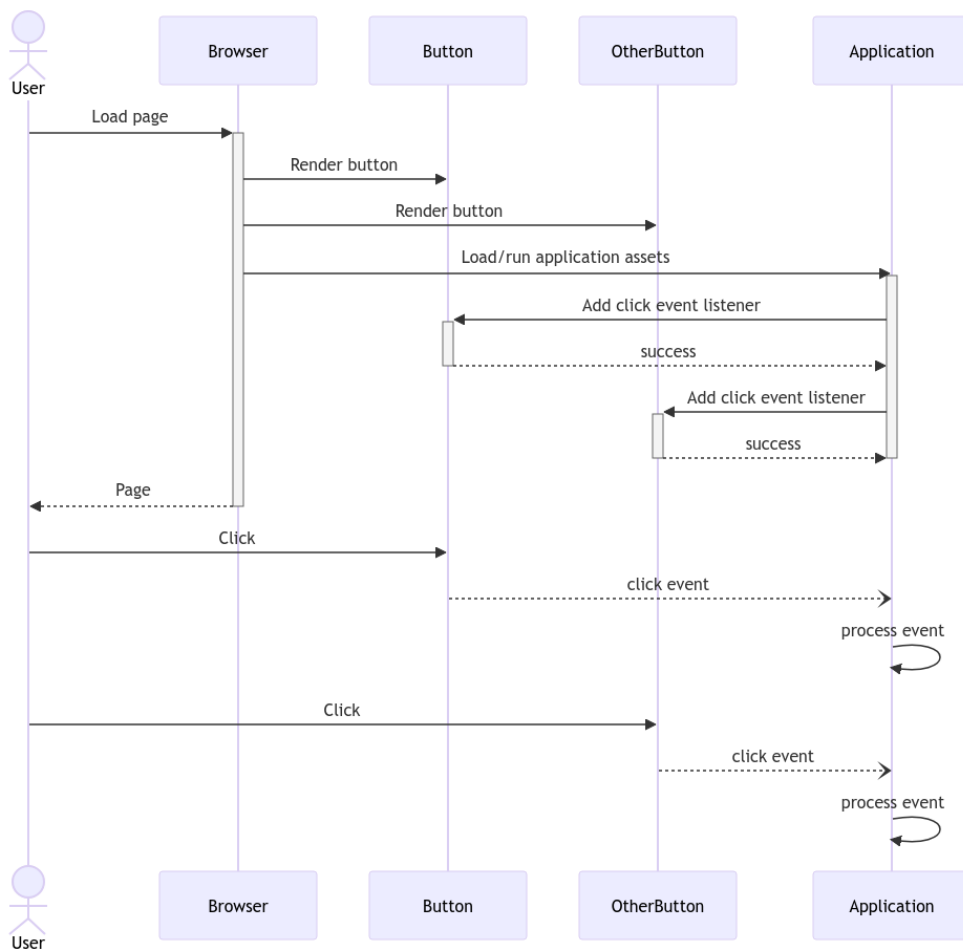 Browser
Button
OtherButton
Application
User
Load page
Render button
Render button
Load/run application assets
Add click event listener
success
Add click event listener
success
Page
Click
click event
process event
Click
click event
process event
Browser
Button
OtherButton
Application
User